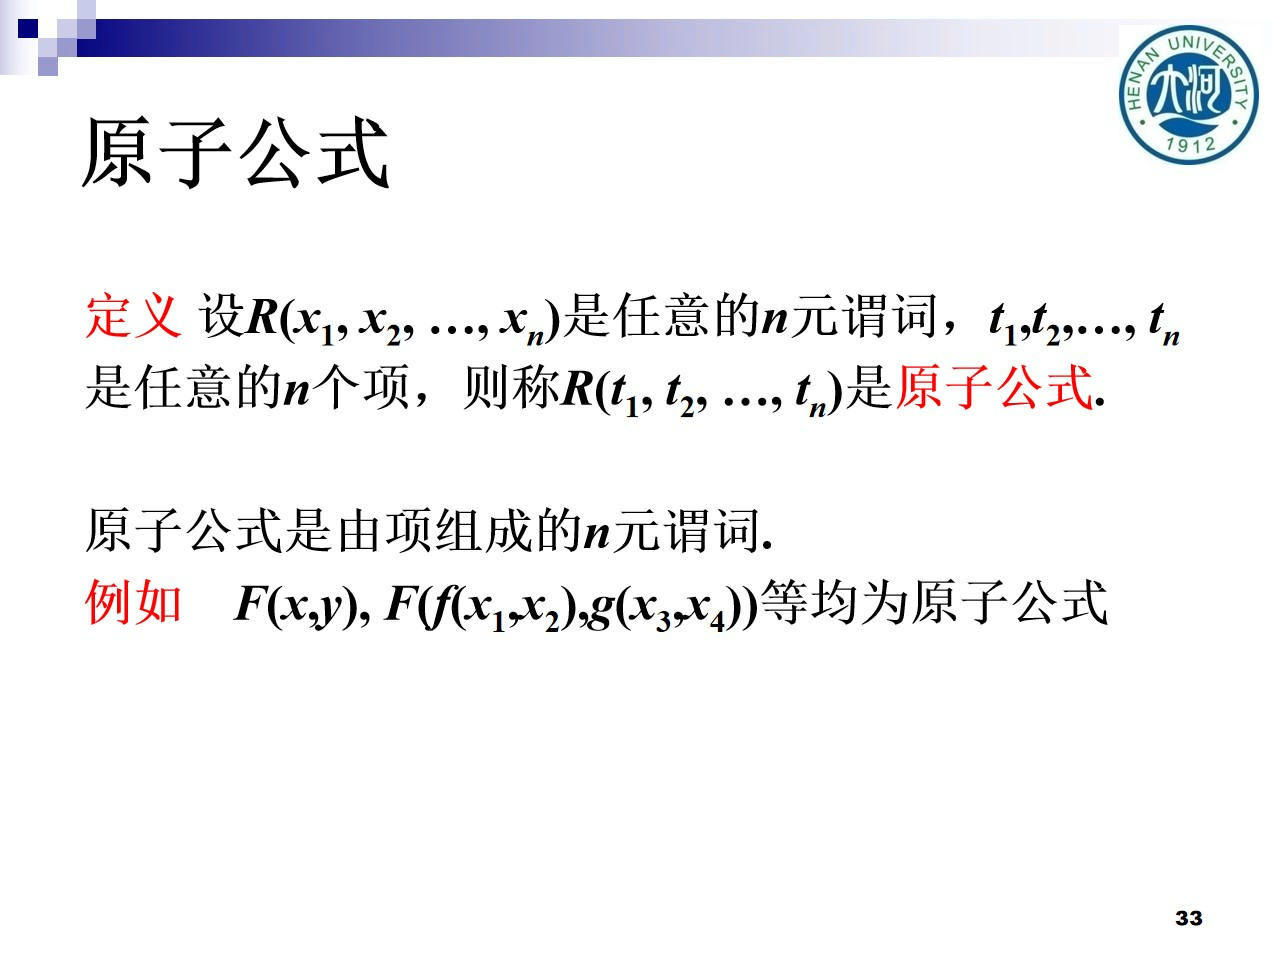 HENAN UNIVERSITY
1912
原子公式
定义 设R(x₁, x₂, …, xₙ)是任意的n元谓词，t₁,t₂,…, tₙ
是任意的n个项，则称R(t₁, t₂, …, tₙ)是原子公式.
原子公式是由项组成的n元谓词.
例如 F(x,y), F(f(x₁,x₂),g(x₃,x₄))等均为原子公式
33